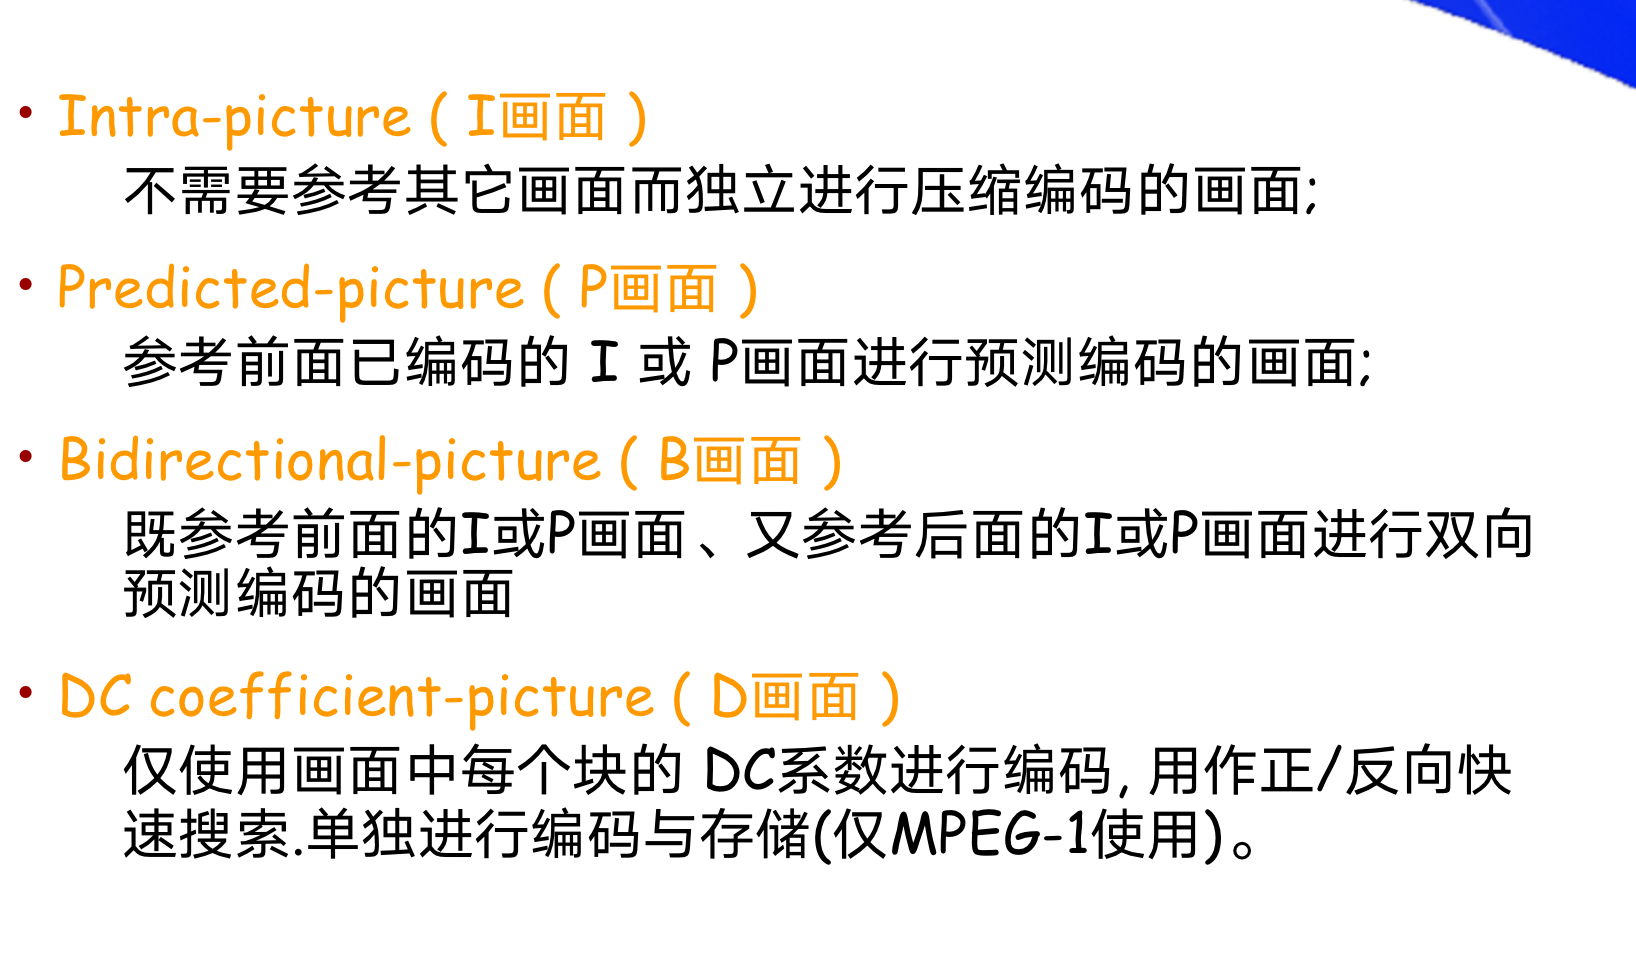 • Intra-picture ( I画面 )
不需要参考其它画面而独立进行压缩编码的画面;
• Predicted-picture ( P画面 )
参考前面已编码的 I 或 P画面进行预测编码的画面;
• Bidirectional-picture ( B画面 )
既参考前面的I或P画面、又参考后面的I或P画面进行双向
预测编码的画面
• DC coefficient-picture ( D画面 )
仅使用画面中每个块的 DC系数进行编码, 用作正/反向快
速搜索.单独进行编码与存储(仅MPEG-1使用)。